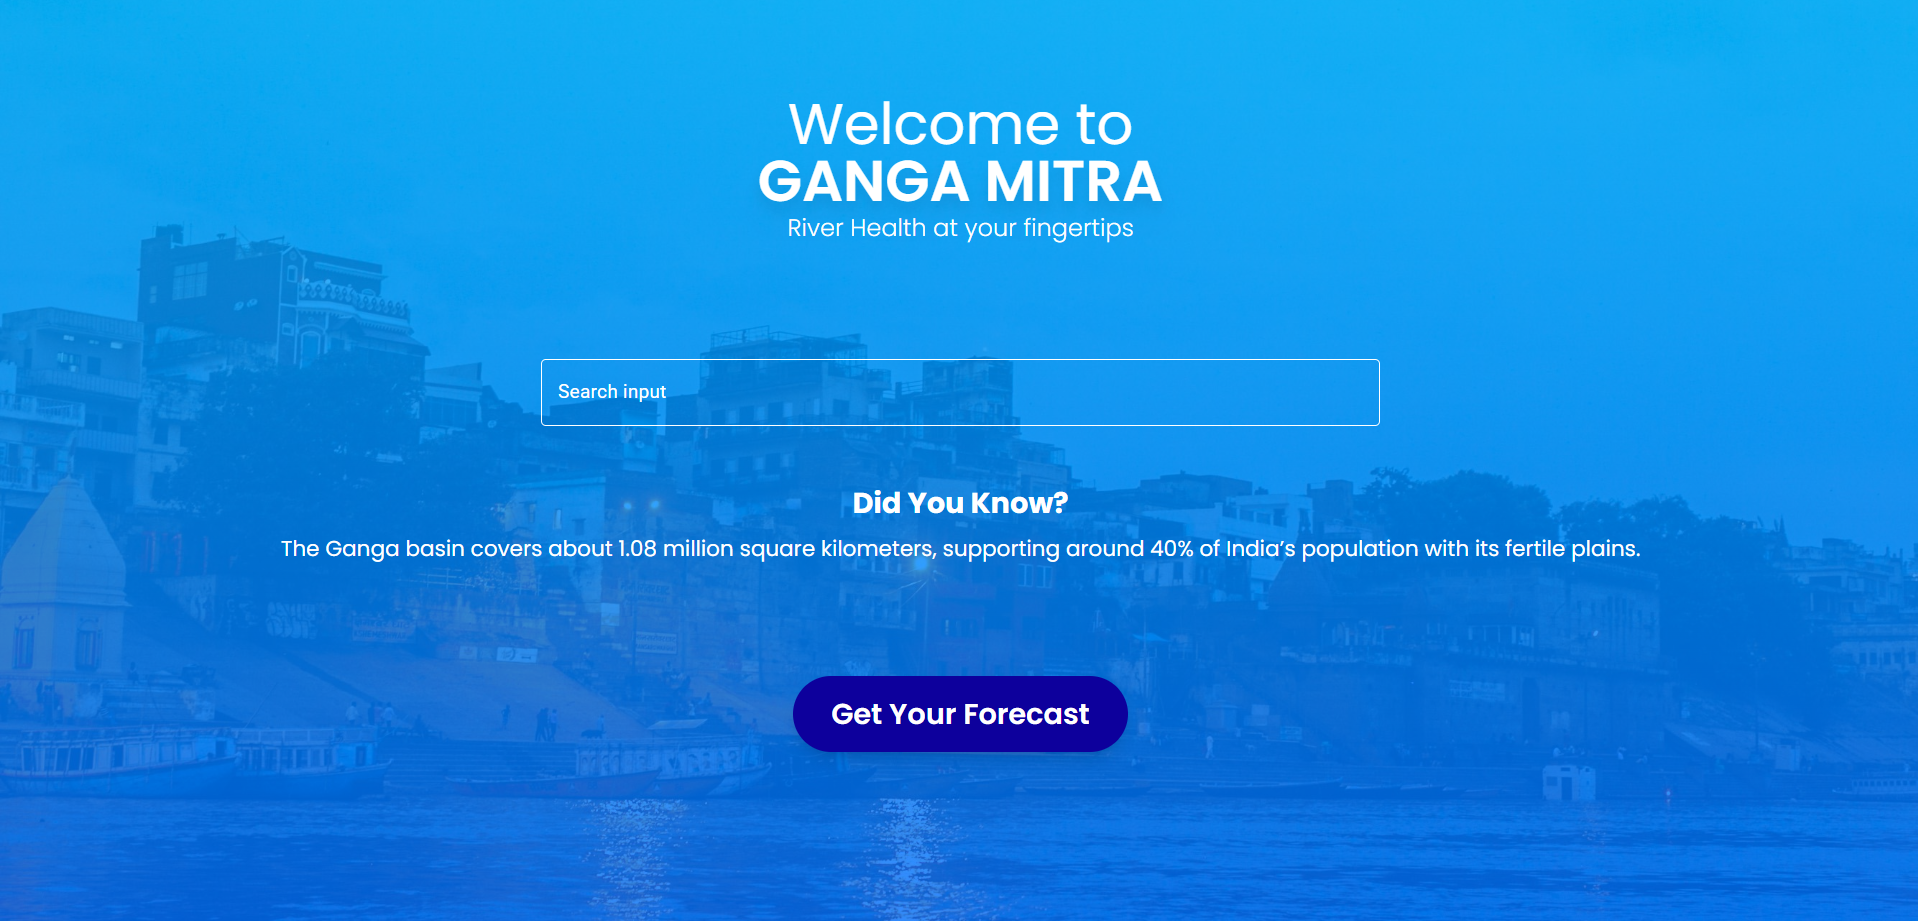 Welcome to
GANGA MITRA
River Health at your fingertips
Search input
Did You Know?
The Ganga basin covers about 1.08 million square kilometers, supporting around 40% of India’s population with its fertile plains.
Get Your Forecast